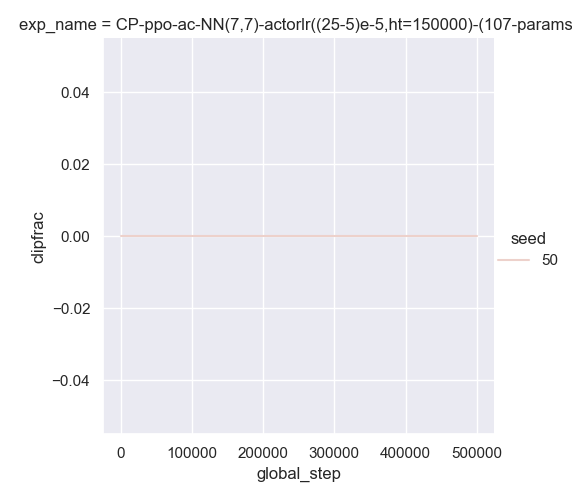 exp_name = CP-ppo-ac-NN(7,7)-actorlr((25-5)e-5,ht=150000)-(107-params
0.04
0.02
0.00
−0.02
−0.04
clipfrac
0 100000 200000 300000 400000 500000
global_step
seed
50